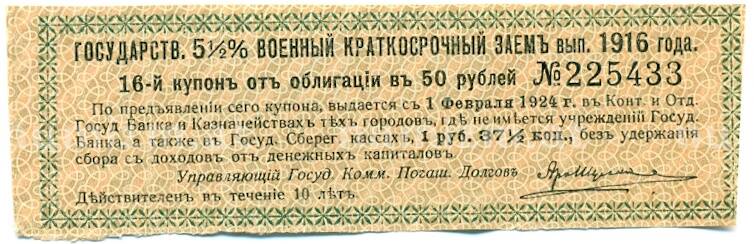 ГОСУДАРСТВ. 5½% ВОЕННЫЙ КРАТКОСРОЧНЫЙ ЗАЕМЪ вып. 1916 года.
16-й купонъ отъ облигаціи въ 50 рублей №225433
По предъявленіи сего купона, выдается съ 1 Февраля 1924 г. въ Конт. и Отд.
Госуд. Банка и Казначействахъ тѣхъ городовъ, гдѣ не имѣется учрежденій Госуд.
Банка, а также въ Госуд. Сберег. кассахъ, 1 руб. 37½ коп., безъ удержанія
сбора съ доходовъ отъ денежныхъ капиталовъ.
Управляющій Госуд. Комм. Погаш. Долговъ
Дѣйствителенъ въ теченіе 10 лѣтъ.